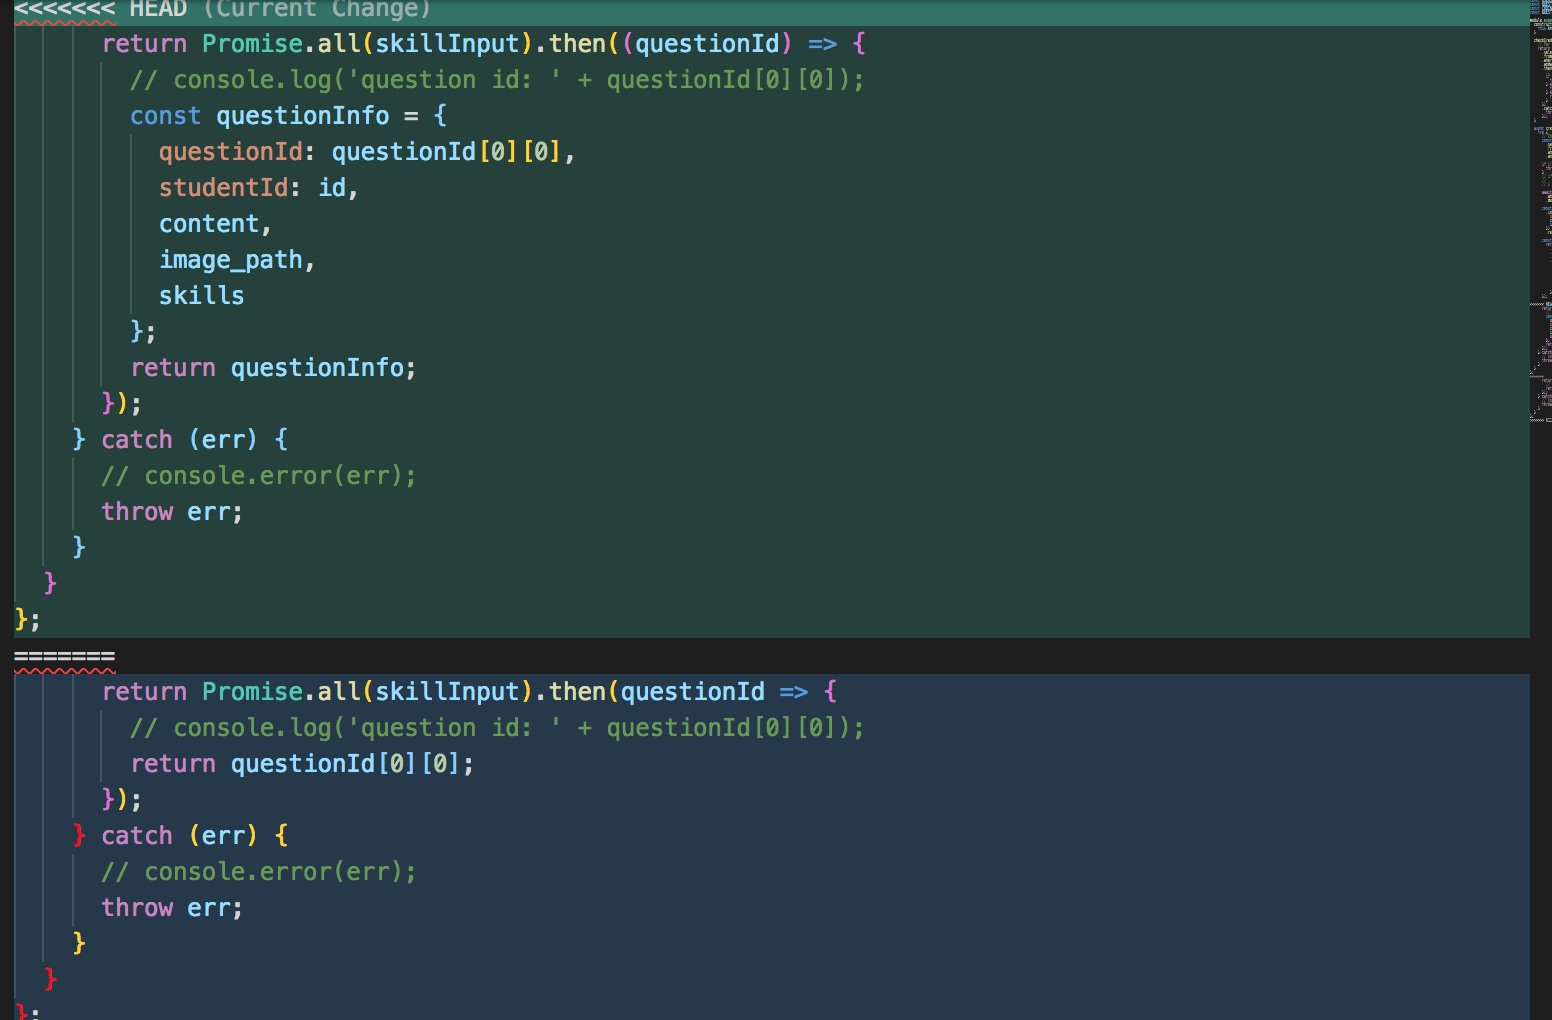 <<<<<<< HEAD (Current Change)
      return Promise.all(skillInput).then((questionId) => {
        // console.log('question id: ' + questionId[0][0]);
        const questionInfo = {
          questionId: questionId[0][0],
          studentId: id,
          content,
          image_path,
          skills
        };
        return questionInfo;
      });
    } catch (err) {
      // console.error(err);
      throw err;
    }
  }
};
=======
      return Promise.all(skillInput).then(questionId => {
        // console.log('question id: ' + questionId[0][0]);
        return questionId[0][0];
      });
    } catch (err) {
      // console.error(err);
      throw err;
    }
  }
};